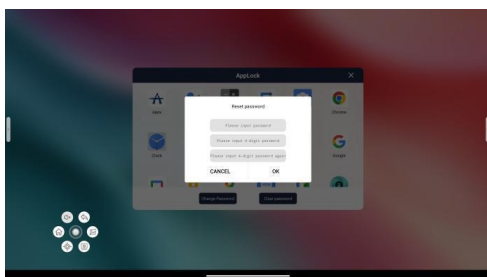 AppLock
Reset password
Apps
Chrome
Please input password
Please input 4-digit password
Clock
Google
Please input 4-digit password again
CANCEL
OK
Change Password
Clear password